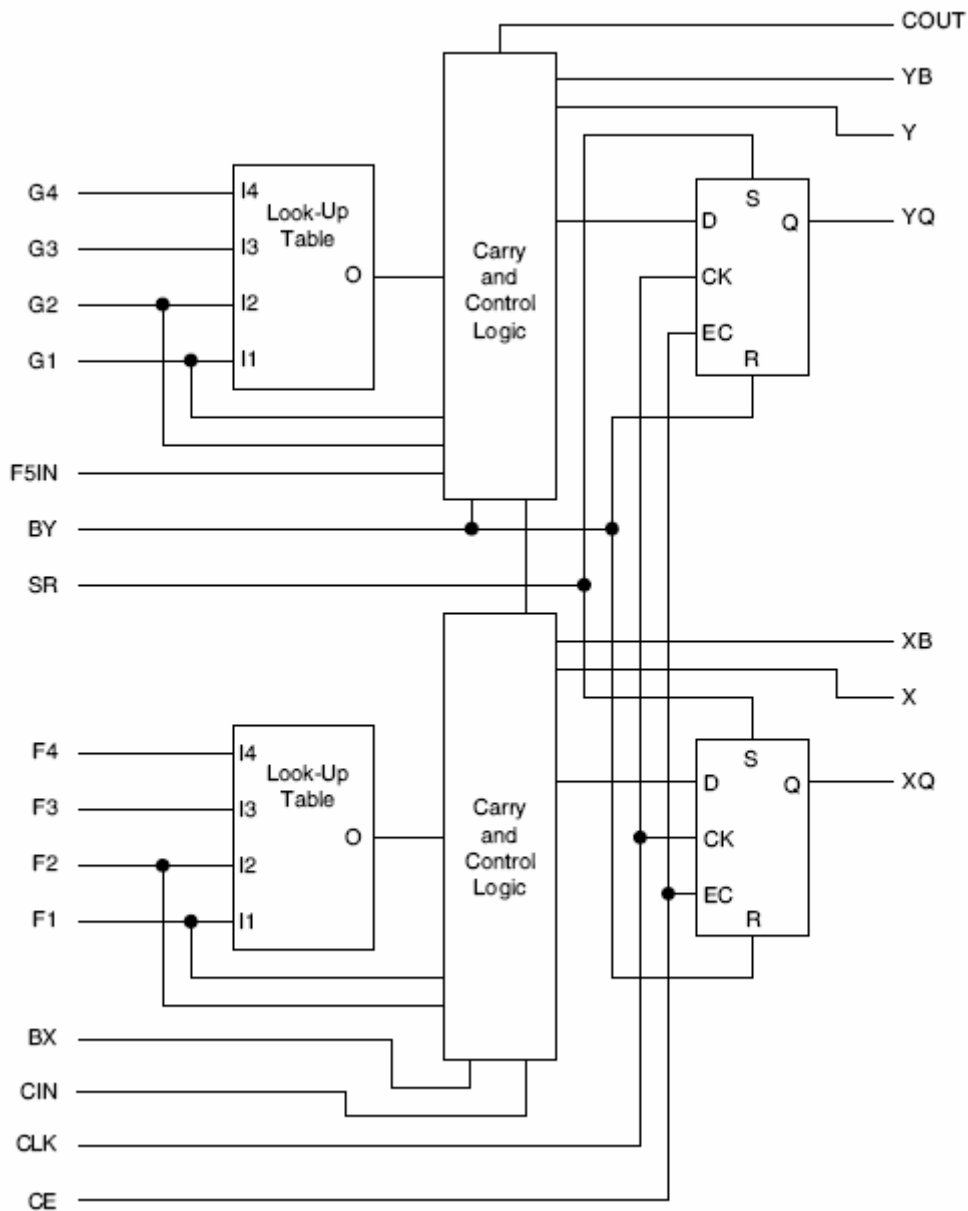 COUT
YB
Y
G4
I4
Look-Up
Table
S
G3
I3
D
Q
YQ
O
Carry
and
Control
Logic
CK
G2
I2
EC
G1
I1
R
F5IN
BY
SR
XB
X
F4
I4
Look-Up
Table
S
F3
I3
D
Q
XQ
O
Carry
and
Control
Logic
CK
F2
I2
EC
F1
I1
R
BX
CIN
CLK
CE